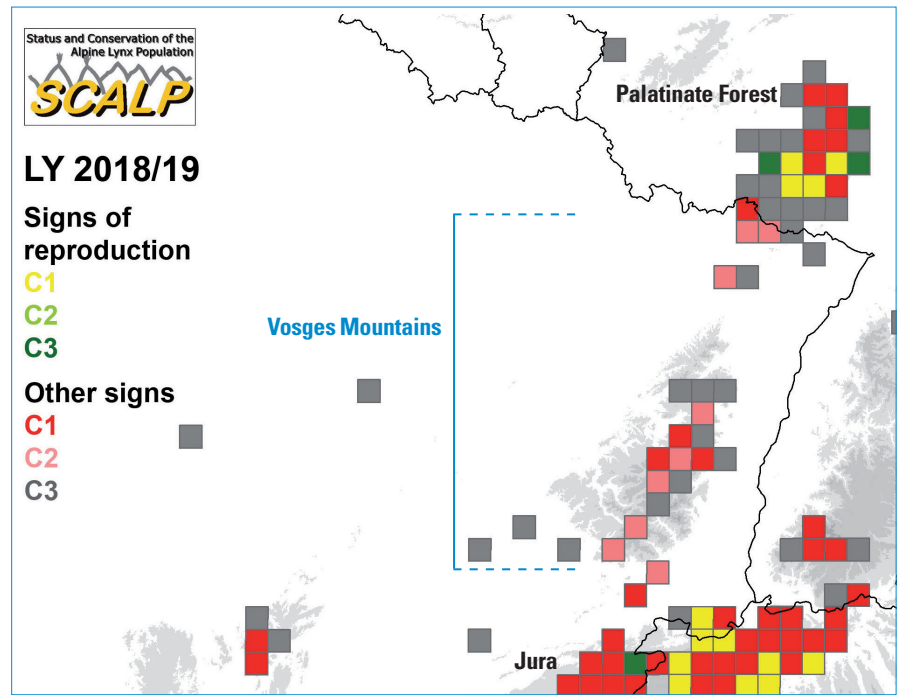 Status and Conservation of the
Alpine Lynx Population
SCALP
LY 2018/19
Signs of
reproduction
C1
C2
C3
Other signs
C1
C2
C3
Palatinate Forest
Vosges Mountains
Jura